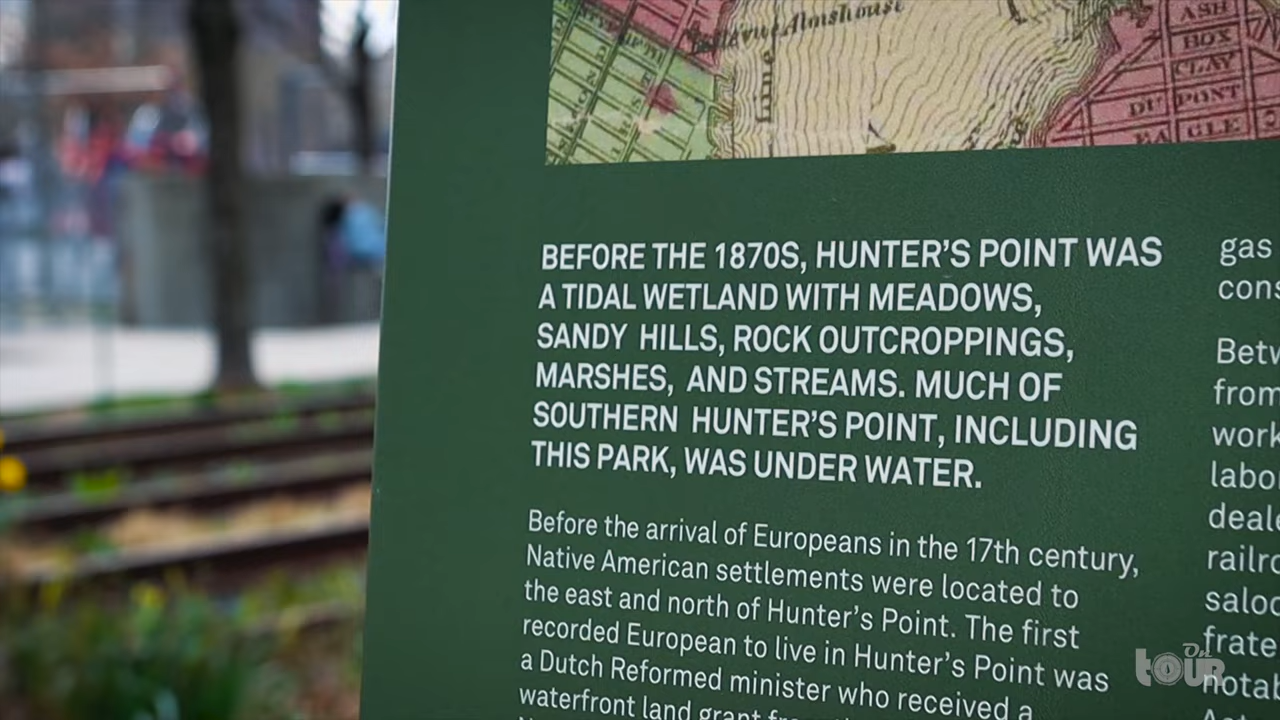 Almshouse
ASH
BOX
CLAY
DU PONT
EAGLE
BEFORE THE 1870S, HUNTER'S POINT WAS
A TIDAL WETLAND WITH MEADOWS,
SANDY HILLS, ROCK OUTCROPPINGS,
MARSHES, AND STREAMS. MUCH OF
SOUTHERN HUNTER'S POINT, INCLUDING
THIS PARK, WAS UNDER WATER.
Before the arrival of Europeans in the 17th century,
Native American settlements were located to
the east and north of Hunter's Point. The first
recorded European to live in Hunter's Point was
a Dutch Reformed minister who received a
waterfront land grant
gas
cons
Betw
from
work
labor
deale
railro
saloo
frate
notab
On
tOUR